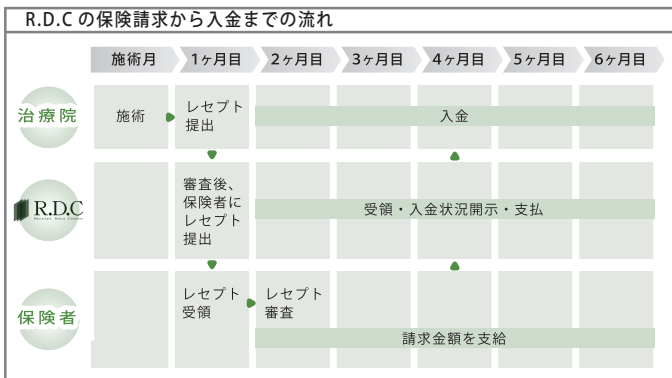 R.D.C の保険請求から入金までの流れ
施術月 1ヶ月目 2ヶ月目 3ヶ月目 4ヶ月目 5ヶ月目 6ヶ月目
治療院
施術
レセプト
提出
入金
R.D.C
Receipt Data Center
審査後、
保険者に
レセプト
提出
受領・入金状況開示・支払
保険者
レセプト
受領
レセプト
審査
請求金額を支給